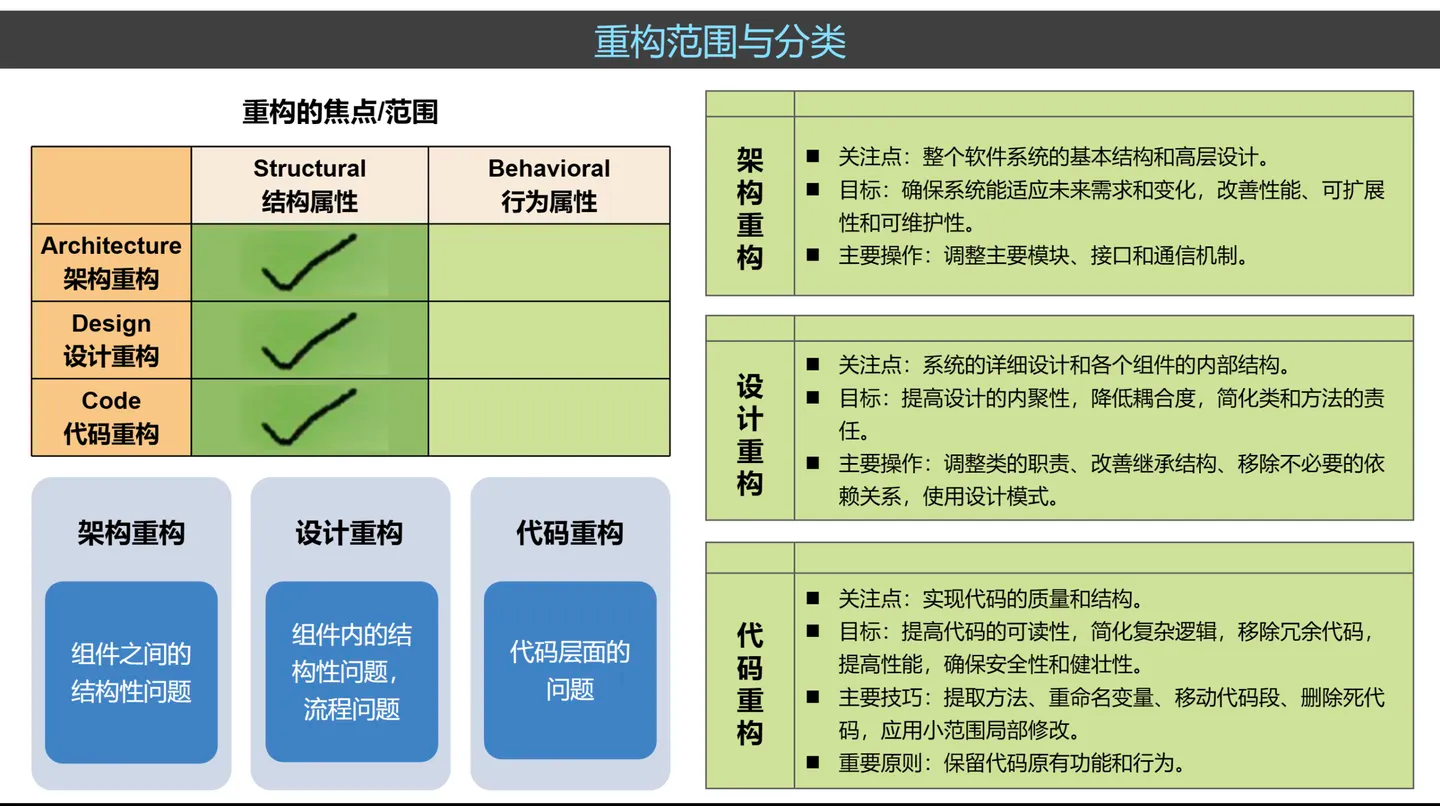 重构范围与分类
重构的焦点/范围
Structural
结构属性
Behavioral
行为属性
Architecture
架构重构
Design
设计重构
Code
代码重构
架构重构
组件之间的
结构性问题
设计重构
组件内的结
构性问题，
流程问题
代码重构
代码层面的
问题
架
构
重
构
■ 关注点：整个软件系统的基本结构和高层设计。
■ 目标：确保系统能适应未来需求和变化，改善性能、可扩展
性和可维护性。
■ 主要操作：调整主要模块、接口和通信机制。
设
计
重
构
■ 关注点：系统的详细设计和各个组件的内部结构。
■ 目标：提高设计的内聚性，降低耦合度，简化类和方法的责
任。
■ 主要操作：调整类的职责、改善继承结构、移除不必要的依
赖关系，使用设计模式。
代
码
重
构
■ 关注点：实现代码的质量和结构。
■ 目标：提高代码的可读性，简化复杂逻辑，移除冗余代码，
提高性能，确保安全性和健壮性。
■ 主要技巧：提取方法、重命名变量、移动代码段、删除死代
码，应用小范围局部修改。
■ 重要原则：保留代码原有功能和行为。